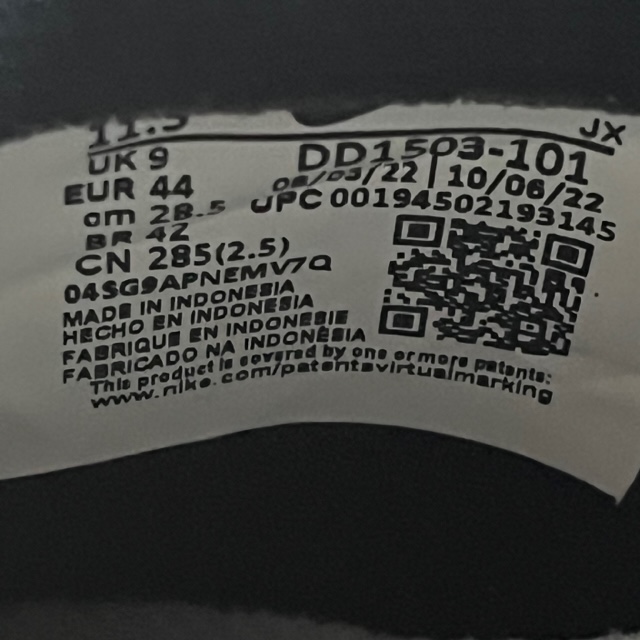 11.5
JX
UK 9
DD1503-101
EUR 44
08/03/22 10/06/22
cm 28.5
UPC 00194502193145
BR 42
CN 285(2.5)
04SG9APNEMV7Q
MADE IN INDONESIA
HECHO EN INDONESIA
FABRIQUE EN INDONESIE
FABRICADO NA INDONÉSIA
This product is covered by one or more patents:
www.nike.com/patentsvirtualmarking